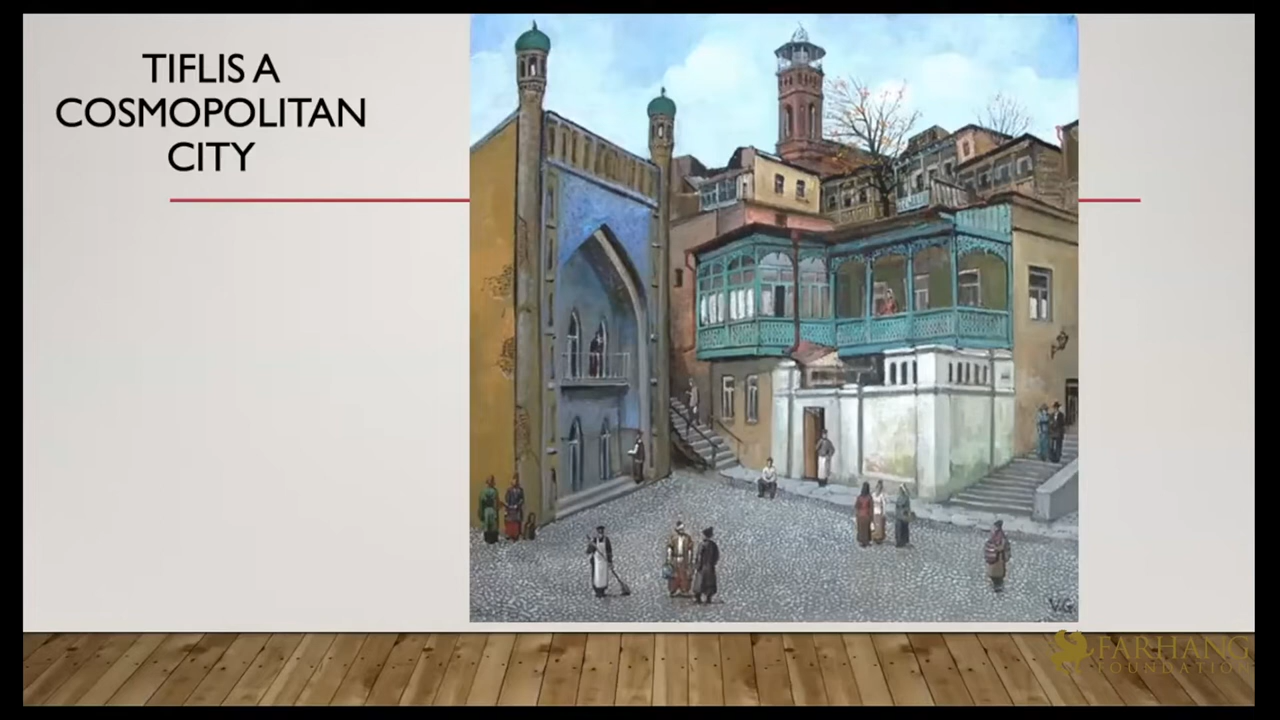 TIFLIS A
COSMOPOLITAN
CITY
V.G.
FARHANG
FOUNDATION